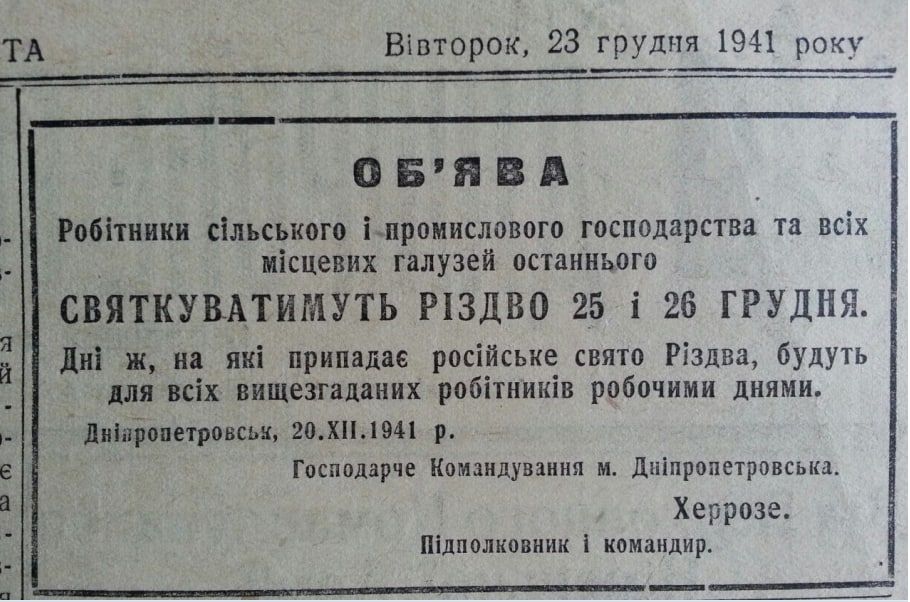 ТА
Вівторок, 23 грудня 1941 року
ОБ'ЯВА
Робітники сільського і промислового господарства та всіх
місцевих галузей останнього
СВЯТКУВАТИМУТЬ РІЗДВО 25 і 26 ГРУДНЯ.
Дні ж, на які припадає російське свято Різдва, будуть
для всіх вищезгаданих робітників робочими днями.
Дніпропетровськ, 20.XII.1941 р.
Господарче Командування м. Дніпропетровська.
Херрозе.
Підполковник і командир.